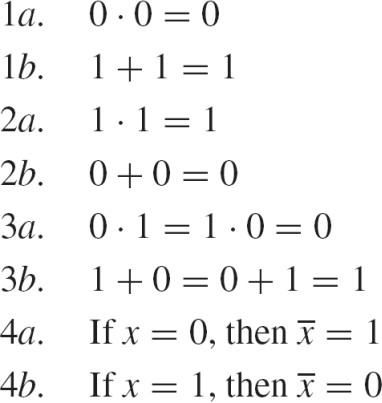 1a. 0 · 0 = 0
1b. 1 + 1 = 1
2a. 1 · 1 = 1
2b. 0 + 0 = 0
3a. 0 · 1 = 1 · 0 = 0
3b. 1 + 0 = 0 + 1 = 1
4a. If x = 0, then x̅ = 1
4b. If x = 1, then x̅ = 0